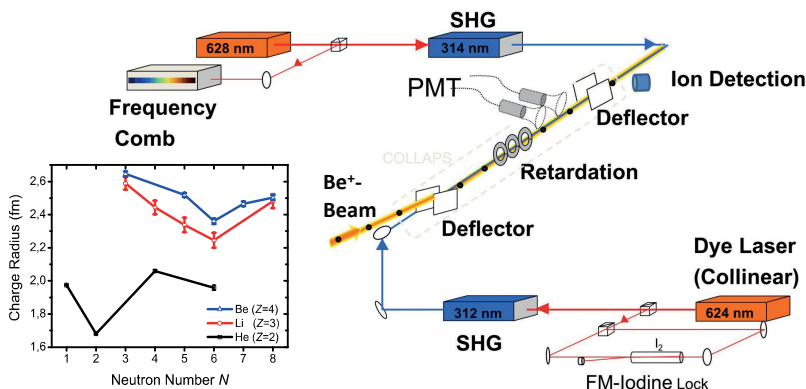 SHG
628 nm
314 nm
PMT
Ion Detection
Frequency
Comb
Deflector
COLLAPS
Retardation
Be⁺-
Beam
Deflector
Charge Radius (fm)
2,6
2,4
2,2
2,0
1,8
1,6
Be (Z=4)
Li (Z=3)
He (Z=2)
1 2 3 4 5 6 7 8
Neutron Number N
Dye Laser
(Collinear)
312 nm
624 nm
SHG
I₂
FM-Iodine Lock